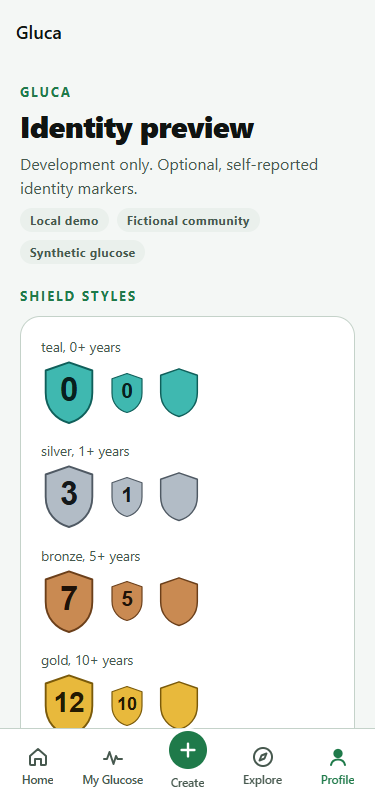 Gluca
GLUCA
Identity preview
Development only. Optional, self-reported
identity markers.
Local demo
Fictional community
Synthetic glucose
SHIELD STYLES
teal, 0+ years
0
0
silver, 1+ years
3
1
bronze, 5+ years
7
5
gold, 10+ years
12
10
Home
My Glucose
Create
Explore
Profile